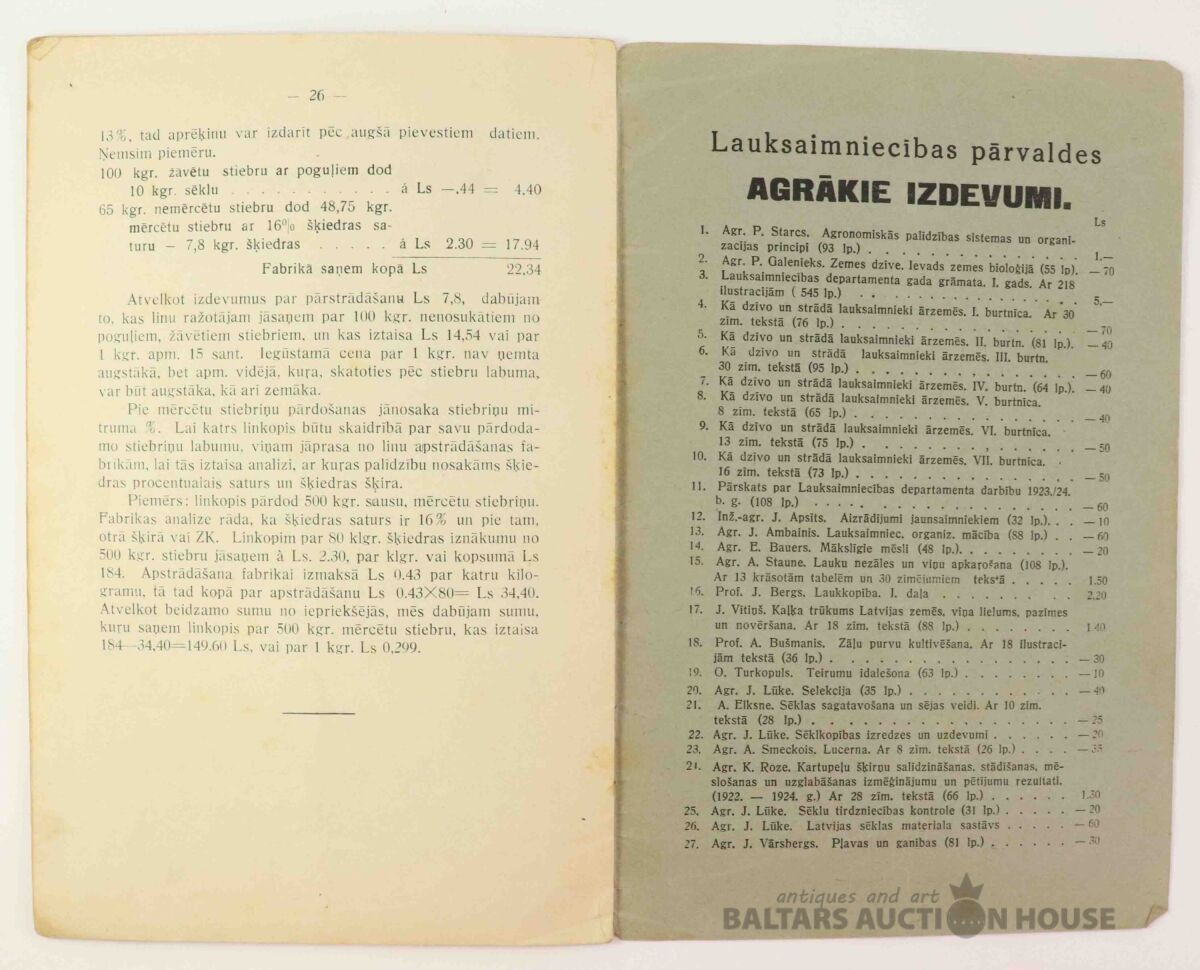 — 26 —
13%, tad aprēķinu var izdarīt pēc augšā pievestiem datiem.
Ņemsim piemēru.
100 kgr. žāvētu stiebru ar poguļiem dod
10 kgr. sēklu . . . . . . . . . . . à Ls —.44 = 4.40
65 kgr. nemērcētu stiebru dod 48,75 kgr.
mērcētu stiebru ar 16% šķiedras sa-
turu — 7,8 kgr. šķiedras . . . . . à Ls 2.30 = 17.94
Fabrikā saņem kopā Ls 22.34
Atvelkot izdevumus par pārstrādāšanu Ls 7,8, dabūjam
to, kas linu ražotājam jāsaņem par 100 kgr. nenosukātiem no
poguļiem, žāvētiem stiebriem, un kas iztaisa Ls 14,54 vai par
1 kgr. apm. 15 sant. Iegūstamā cena par 1 kgr. nav ņemta
augstākā, bet apm. vidējā, kuŗa, skatoties pēc stiebru labuma,
var būt augstāka, kā ari zemāka.
Pie mērcētu stiebriņu pārdošanas jānosaka stiebriņu mi-
truma %. Lai katrs linkopis būtu skaidrībā par savu pārdoda-
mo stiebriņu labumu, viņam jāprasa no linu apstrādāšanas fa-
brikām, lai tās iztaisa analizi, ar kuŗas palīdzību nosakāms šķie-
dras procentualais saturs un šķiedras šķira.
Piemērs: linkopis pārdod 500 kgr. sausu, mērcētu stiebriņu.
Fabrikas analize rāda, ka šķiedras saturs ir 16% un pie tam,
otrā šķirā vai ZK. Linkopim par 80 klgr. šķiedras iznākumu no
500 kgr. stiebru jāsaņem à Ls. 2.30, par klgr. vai kopsumā Ls
184. Apstrādāšana fabrikai izmaksā Ls 0.43 par katru kilo-
gramu, tā tad kopā par apstrādāšanu Ls 0.43×80= Ls 34,40.
Atvelkot beidzamo sumu no iepriekšējās, mēs dabūjam sumu,
kuŗu saņem linkopis par 500 kgr. mērcētu stiebru, kas iztaisa
184—34,40=149.60 Ls, vai par 1 kgr. Ls 0,299.
Lauksaimniecības pārvaldes
AGRĀKIE IZDEVUMI.
Ls
1. Agr. P. Starcs. Agronomiskās palīdzības sistemas un organi-
zacijas principi (93 lp.) . . . . . . . . . . . . . 1.—
2. Agr. P. Galenieks. Zemes dzīve. Ievads zemes bioloģijā (55 lp). —70
3. Lauksaimniecības departamenta gada grāmata. I. gads. Ar 218
ilustracijām ( 545 lp.) . . . . . . . . . . . . . 5,—
4. Kā dzīvo un strādā lauksaimnieki ārzemēs. I. burtnīca. Ar 30
zīm. tekstā (76 lp.) . . . . . . . . . . . . . —70
5. Kā dzīvo un strādā lauksaimnieki ārzemēs. II. burtn. (81 lp.). —40
6. Kā dzīvo un strādā lauksaimnieki ārzemēs. III. burtn.
30 zīm. tekstā (95 lp.) . . . . . . . . . . . . —60
7. Kā dzīvo un strādā lauksaimnieki ārzemēs. IV. burtn. (64 lp.). —40
8. Kā dzīvo un strādā lauksaimnieki ārzemēs. V. burtnīca.
8 zīm. tekstā (65 lp.) . . . . . . . . . . . . —40
9. Kā dzīvo un strādā lauksaimnieki ārzemēs. VI. burtnīca.
13 zīm. tekstā (75 lp.) . . . . . . . . . . . . —50
10. Kā dzīvo un strādā lauksaimnieki ārzemēs. VII. burtnīca.
16 zīm. tekstā (73 lp.) . . . . . . . . . . . . —50
11. Pārskats par Lauksaimniecības departamenta darbību 1923./24.
b. g. (108 lp.) . . . . . . . . . . . . . . —60
12. Inž.-agr. J. Apsīts. Aizrādījumi jaunsaimniekiem (32 lp.). . . —10
13. Agr. J. Ambainis. Lauksaimniec. organiz. mācība (88 lp.) . . —60
14. Agr. E. Bauers. Mākslīgie mēsli (48 lp.). . . . . . . . —20
15. Agr. A. Staune. Lauku nezāles un viņu apkaŗošana (108 lp.).
Ar 13 krāsotām tabelēm un 30 zīmējumiem tekstā . . . . . 1.50
16. Prof. J. Bergs. Laukkopība. I. daļa . . . . . . . . . 2,20
17. J. Vītiņš. Kaļķa trūkums Latvijas zemēs, viņa lielums, pazīmes
un novēršana. Ar 18 zīm. tekstā (88 lp.) . . . . . . . . 1.40
18. Prof. A. Bušmanis. Zāļu purvu kultivēšana. Ar 18 ilustraci-
jām tekstā (36 lp.) . . . . . . . . . . . . . . —30
19. O. Turkopuls. Teirumu idalešona (63 lp.) . . . . . . . —10
20. Agr. J. Lūke. Selekcija (35 lp.) . . . . . . . . . . . —40
21. A. Elksne. Sēklas sagatavošana un sējas veidi. Ar 10 zīm.
tekstā (28 lp.) . . . . . . . . . . . . . . . . —25
22. Agr. J. Lūke. Sēklkopības izredzes un uzdevumi . . . . . . —20
23. Agr. A. Smeckois. Lucerna. Ar 8 zīm. tekstā (26 lp.) . . . . —35
24. Agr. K. Roze. Kartupeļu šķirņu salīdzināšanas, stādīšanas, mē-
slošanas un uzglabāšanas izmēģinājumu un pētījumu rezultati.
(1922. — 1924. g.) Ar 28 zīm. tekstā (66 lp.) . . . . . . 1.30
25. Agr. J. Lūke. Sēklu tirdzniecības kontrole (31 lp.) . . . . . —20
26. Agr. J. Lūke. Latvijas sēklas materiala sastāvs . . . . . —60
27. Agr. J. Vārsbergs. Pļavas un ganības (81 lp.) . . . . . . —30
antiques and art
BALTARS AUCTION HOUSE